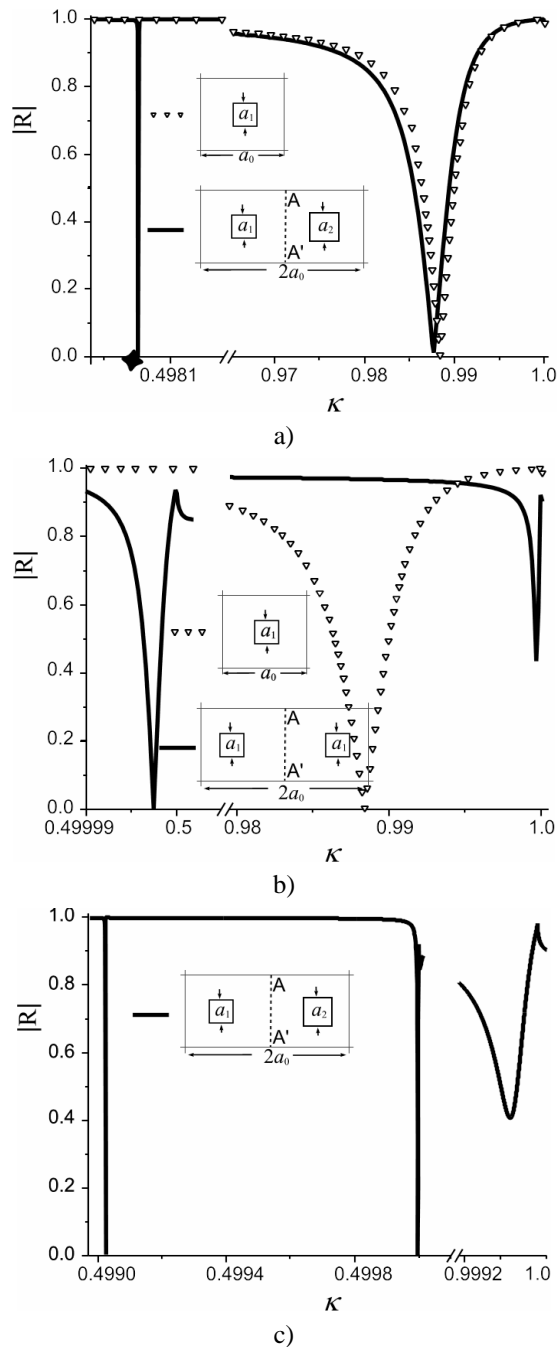 1.0
0.8
0.6
0.4
0.2
0.0
|R|
a₁
a₀
A
a₁ a₂
A'
2a₀
0.4981 0.97 0.98 0.99 1.0
κ
a)
1.0
0.8
0.6
0.4
0.2
0.0
|R|
a₁
a₀
A
a₁ a₁
A'
2a₀
0.49999 0.5 0.98 0.99 1.0
κ
b)
1.0
0.8
0.6
0.4
0.2
0.0
|R|
A
a₁ a₂
A'
2a₀
0.4990 0.4994 0.4998 0.9992 1.0
κ
c)